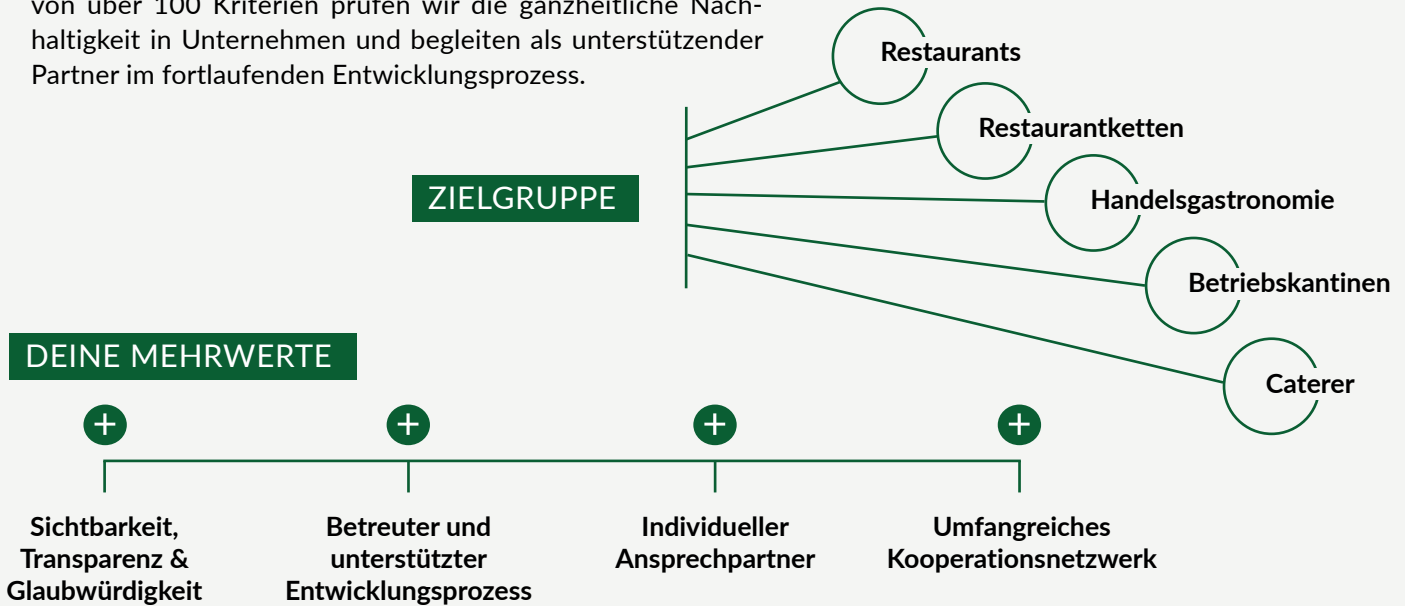 von über 100 Kriterien prüfen wir die ganzheitliche Nach-
haltigkeit in Unternehmen und begleiten als unterstützender
Partner im fortlaufenden Entwicklungsprozess.
ZIELGRUPPE
Restaurants
Restaurantketten
Handelsgastronomie
Betriebskantinen
Caterer
DEINE MEHRWERTE
Sichtbarkeit,
Transparenz &
Glaubwürdigkeit
Betreuter und
unterstützter
Entwicklungsprozess
Individueller
Ansprechpartner
Umfangreiches
Kooperationsnetzwerk